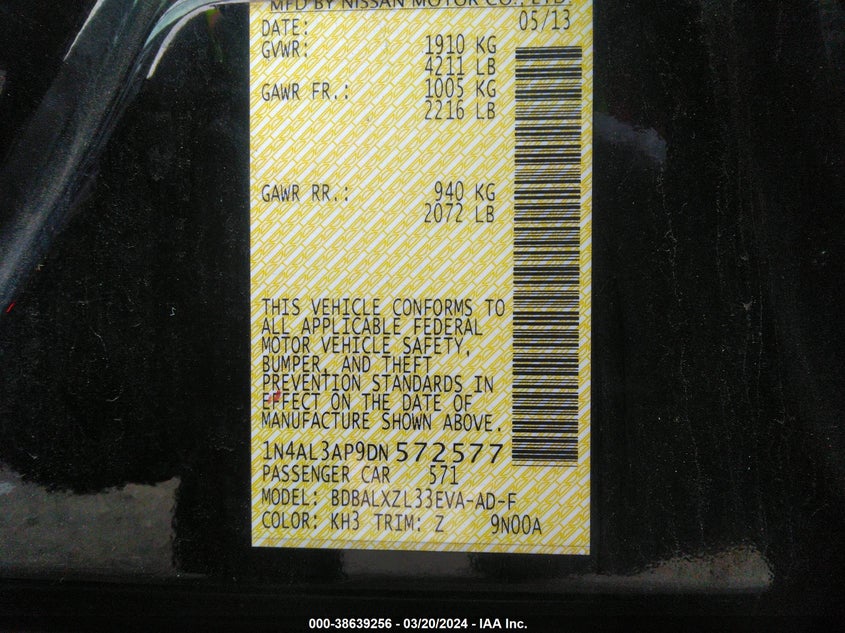 MFD BY NISSAN MOTOR CO., LTD.
DATE: 05/13
GVWR: 1910 KG
4211 LB
GAWR FR.: 1005 KG
2216 LB
GAWR RR.: 940 KG
2072 LB
THIS VEHICLE CONFORMS TO
ALL APPLICABLE FEDERAL
MOTOR VEHICLE SAFETY,
BUMPER, AND THEFT
PREVENTION STANDARDS IN
EFFECT ON THE DATE OF
MANUFACTURE SHOWN ABOVE.
1N4AL3AP9DN572577
PASSENGER CAR 571
MODEL: BDBALXZL33EVA-AD-F
COLOR: KH3 TRIM: Z 9N00A
000-38639256 - 03/20/2024 - IAA Inc.